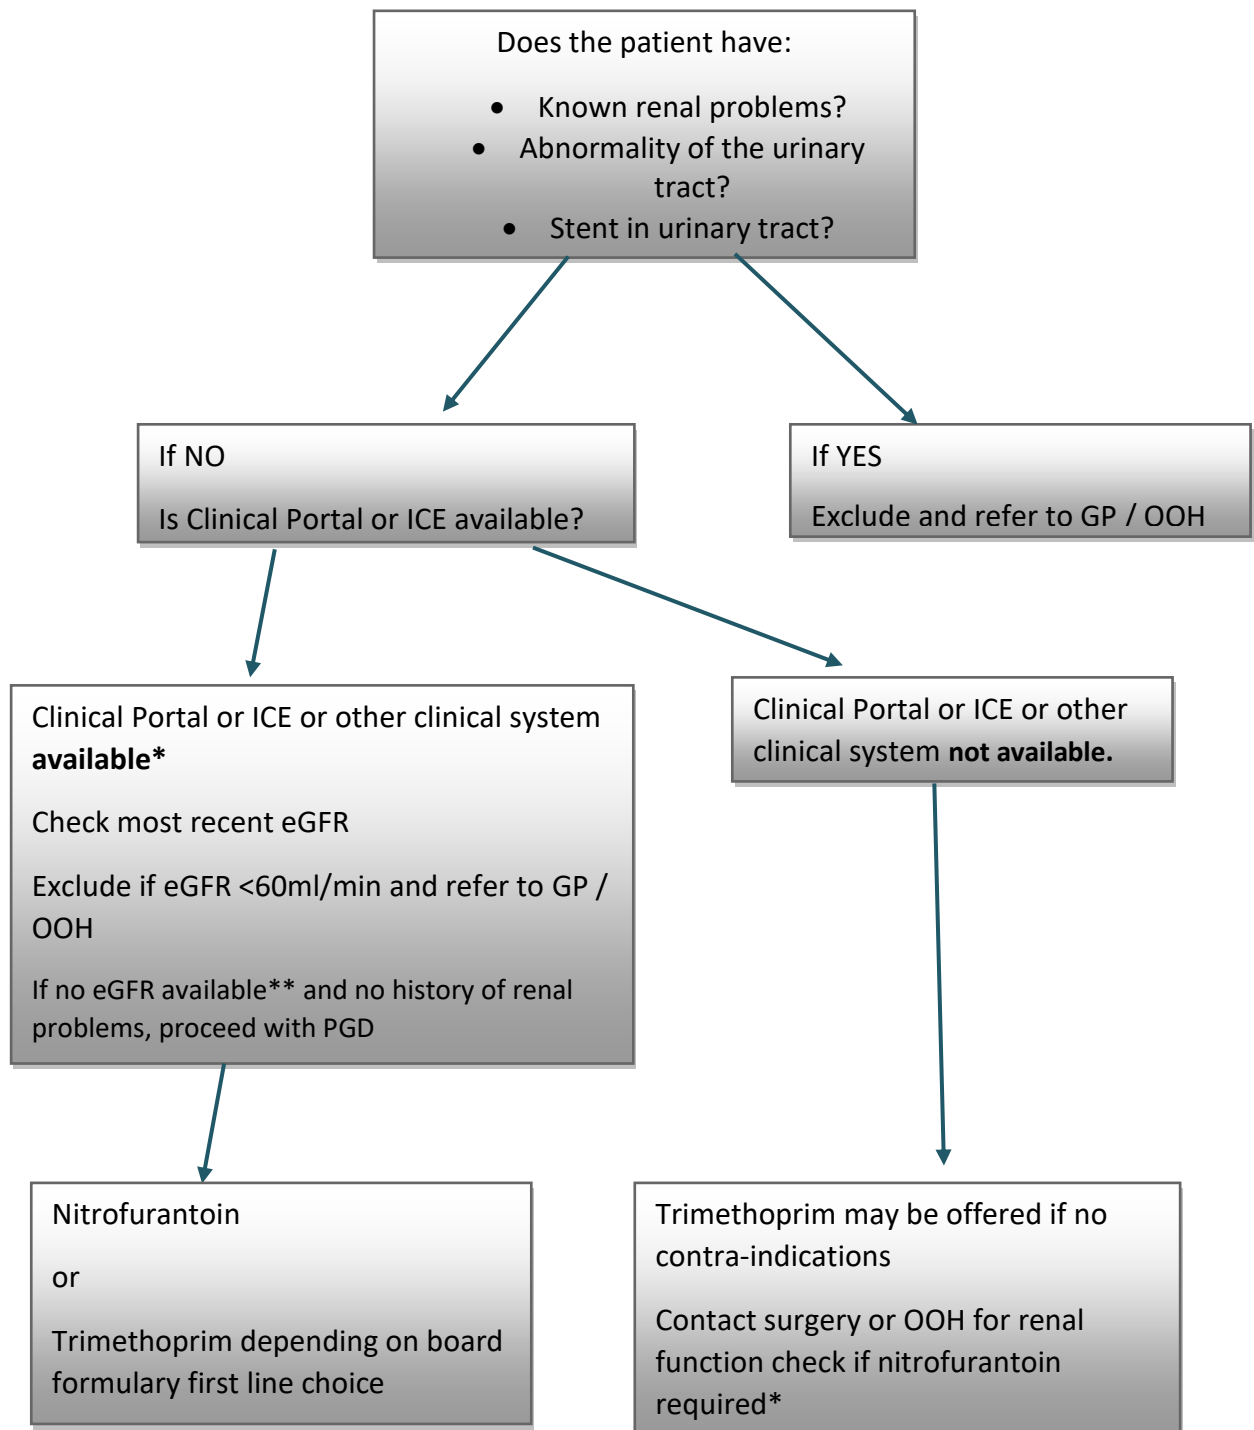 Does the patient have:
• Known renal problems?
• Abnormality of the urinary
tract?
• Stent in urinary tract?
If NO
Is Clinical Portal or ICE available?
If YES
Exclude and refer to GP / OOH
Clinical Portal or ICE or other clinical system
available*
Check most recent eGFR
Exclude if eGFR <60ml/min and refer to GP /
OOH
If no eGFR available** and no history of renal
problems, proceed with PGD
Clinical Portal or ICE or other
clinical system not available.
Nitrofurantoin
or
Trimethoprim depending on board
formulary first line choice
Trimethoprim may be offered if no
contra-indications
Contact surgery or OOH for renal
function check if nitrofurantoin
required*